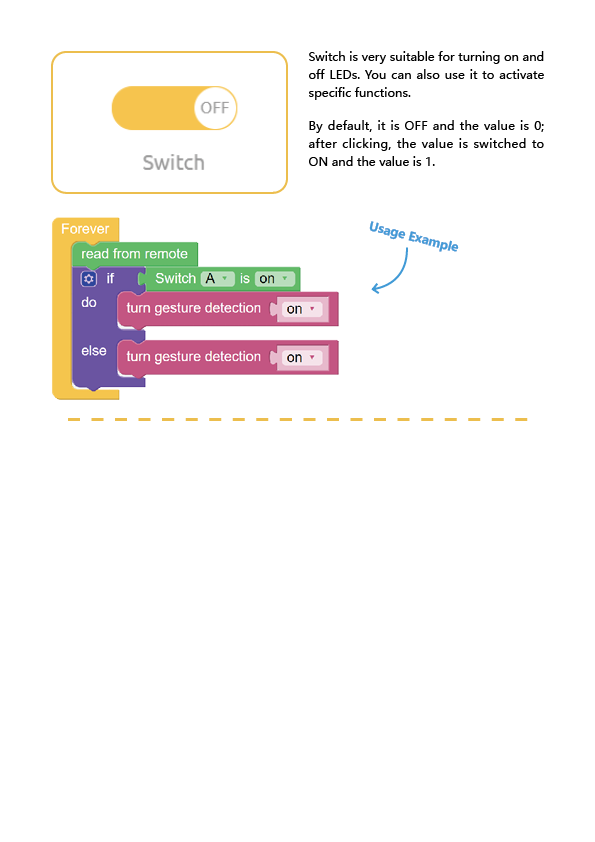 OFF
Switch
Switch is very suitable for turning on and
off LEDs. You can also use it to activate
specific functions.
By default, it is OFF and the value is 0;
after clicking, the value is switched to
ON and the value is 1.
Usage Example
Forever
read from remote
if Switch A is on
do turn gesture detection on
else turn gesture detection on